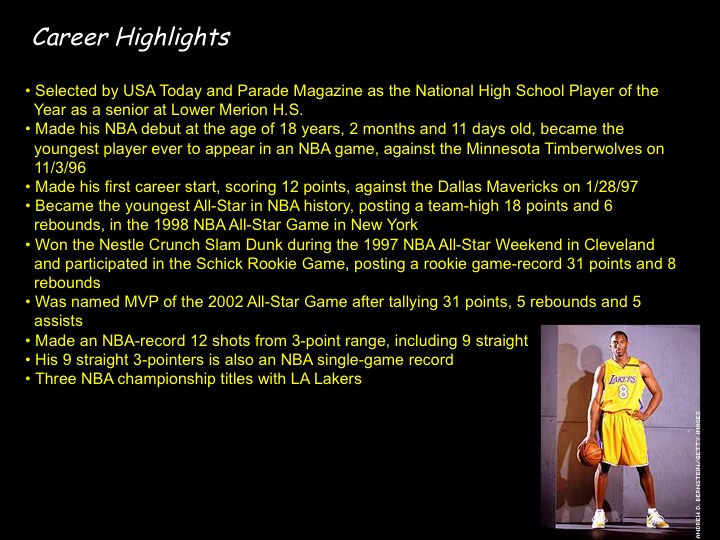 Career Highlights
• Selected by USA Today and Parade Magazine as the National High School Player of the
Year as a senior at Lower Merion H.S.
• Made his NBA debut at the age of 18 years, 2 months and 11 days old, became the
youngest player ever to appear in an NBA game, against the Minnesota Timberwolves on
11/3/96
• Made his first career start, scoring 12 points, against the Dallas Mavericks on 1/28/97
• Became the youngest All-Star in NBA history, posting a team-high 18 points and 6
rebounds, in the 1998 NBA All-Star Game in New York
• Won the Nestle Crunch Slam Dunk during the 1997 NBA All-Star Weekend in Cleveland
and participated in the Schick Rookie Game, posting a rookie game-record 31 points and 8
rebounds
• Was named MVP of the 2002 All-Star Game after tallying 31 points, 5 rebounds and 5
assists
• Made an NBA-record 12 shots from 3-point range, including 9 straight
• His 9 straight 3-pointers is also an NBA single-game record
• Three NBA championship titles with LA Lakers
LAKERS
8
ANDREW D. BERNSTEIN/GETTY IMAGES